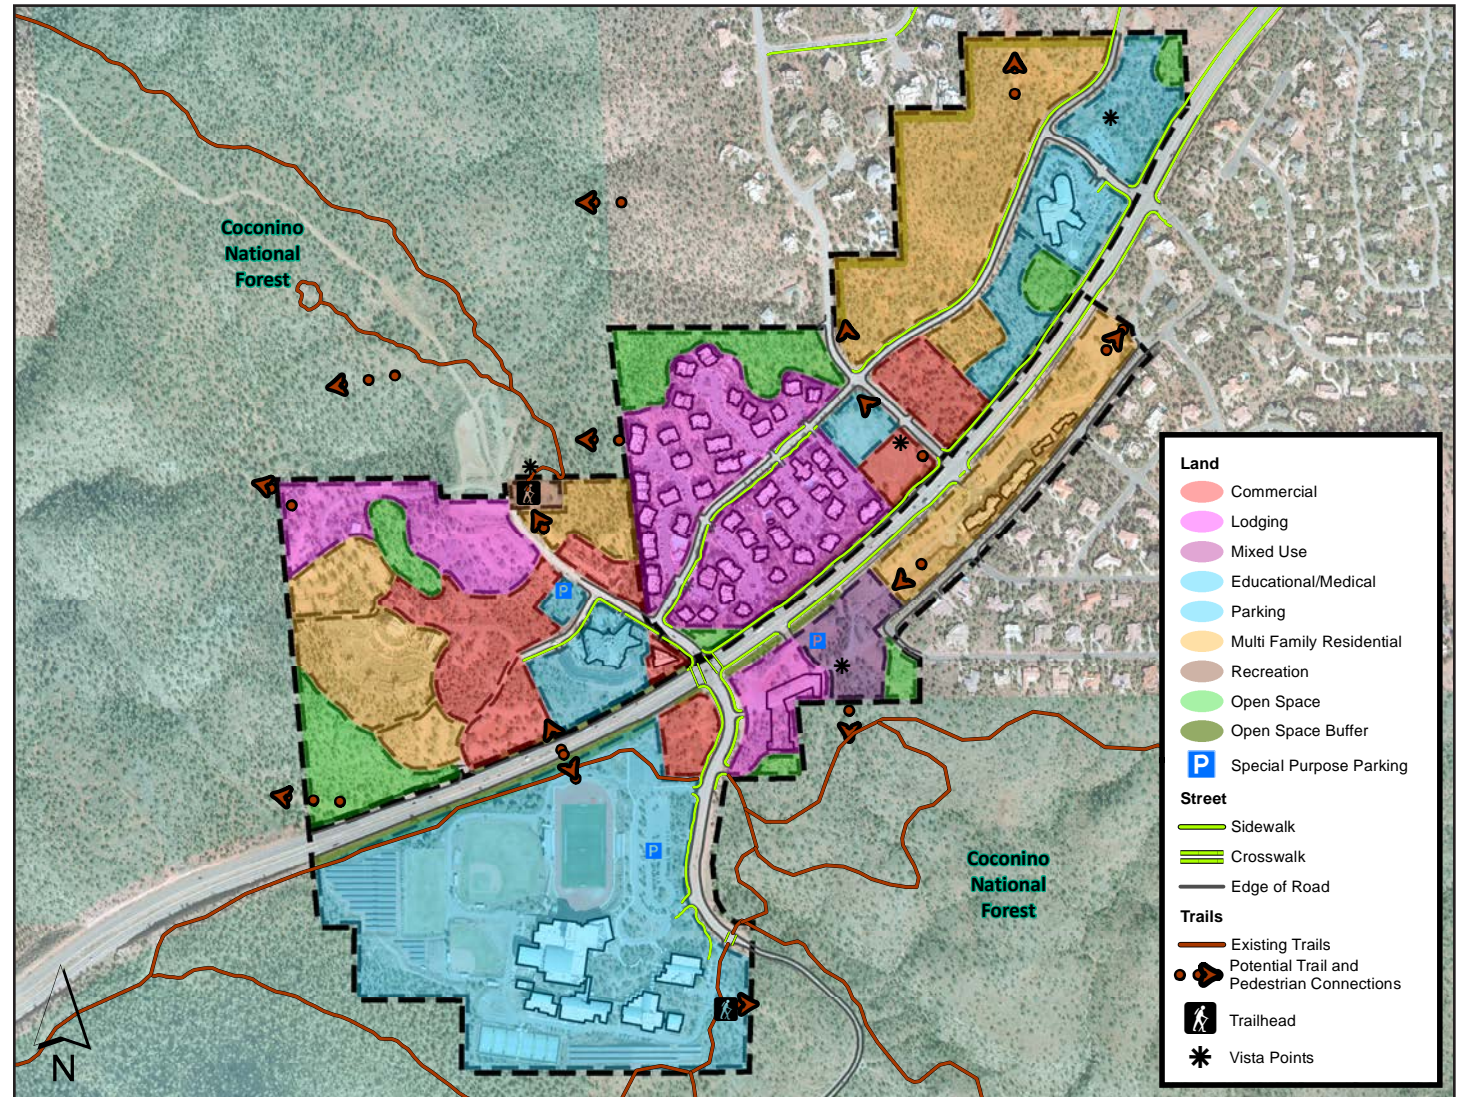 Coconino
National
Forest
P
P
P
Coconino
National
Forest
N
Land
Commercial
Lodging
Mixed Use
Educational/Medical
Parking
Multi Family Residential
Recreation
Open Space
Open Space Buffer
P Special Purpose Parking
Street
Sidewalk
Crosswalk
Edge of Road
Trails
Existing Trails
Potential Trail and
Pedestrian Connections
Trailhead
Vista Points